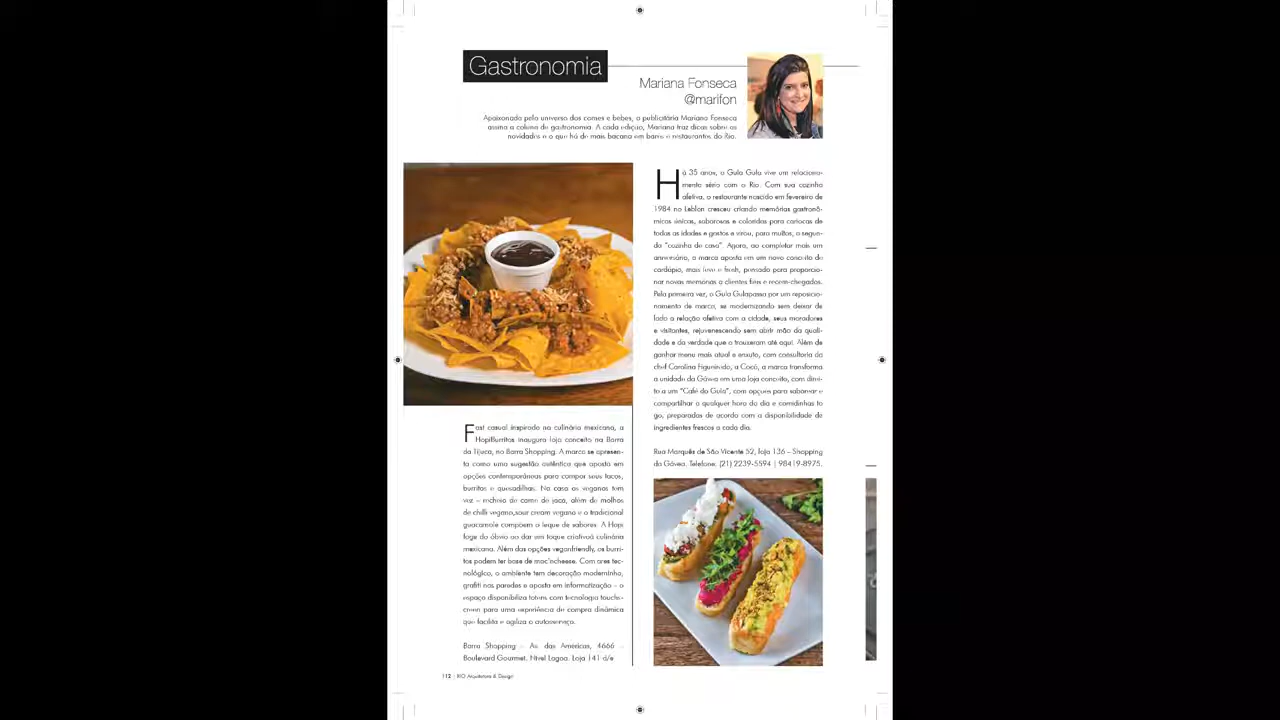 Gastronomia
Mariana Fonseca
@marifon
Apaixonada pelo universo dos comes e bebes, a publicitária Mariana Fonseca
assina a coluna de gastronomia. A cada edição, Mariana traz dicas sobre as
novidades e o que há de mais bacana em bares e restaurantes do Rio.
Fast casual inspirado na culinária mexicana, a
HopiBurritos inaugura loja conceito na Barra
da Tijuca, no Barra Shopping. A marca se apresen-
ta como uma sugestão autêntica que aposta em
opções contemporâneas para compor seus tacos,
burritos e quesadilhas. Na casa os veganos tem
vez – recheio de carne de jaca, além de molhos
de chilli vegano,sour cream vegano e o tradicional
guacamole compõem o leque de sabores. A Hopi
foge do óbvio ao dar um toque criativoà culinária
mexicana. Além das opções veganfriendly, os burri-
tos podem ter base de mac'ncheese. Com ares tec-
nológico, o ambiente tem decoração moderninha,
grafiti nas paredes e aposta em informatização – o
espaço disponibiliza totens com tecnologia touchs-
creen para uma experiência de compra dinâmica
que facilita e agiliza o autoserviço.
Barra Shopping – Av. das Américas, 4666 –
Boulevard Gourmet. Nível Lagoa. Loja 141 d/e
Há 35 anos, o Gula Gula vive um relaciona-
mento sério com o Rio. Com sua cozinha
afetiva, o restaurante nascido em fevereiro de
1984 no Leblon cresceu criando memórias gastronô-
micas únicas, saborosas e coloridas para cariocas de
todas as idades e gostos e virou, para muitos, a segun-
da "cozinha de casa". Agora, ao completar mais um
aniversário, a marca aposta em um novo conceito de
cardápio, mais leve e fresh, pensado para proporcio-
nar novas memórias a clientes fiéis e recém-chegados.
Pela primeira vez, o Gula Gulapassa por um reposicio-
namento de marca, se modernizando sem deixar de
lado a relação afetiva com a cidade, seus moradores
e visitantes, rejuvenescendo sem abrir mão da quali-
dade e da verdade que o trouxeram até aqui. Além de
ganhar menu mais atual e enxuto, com consultoria da
chef Carolina Figueiredo, a Cocó, a marca transforma
a unidade da Gávea em uma loja conceito, com direi-
to a um "Café do Gula", com opções para saborear e
compartilhar a qualquer hora do dia e comidinhas to
go, preparadas de acordo com a disponibilidade de
ingredientes frescos a cada dia.
Rua Marquês de São Vicente 52, loja 136 – Shopping
da Gávea. Telefone: (21) 2239-5594 | 98419-8975.
112 | RIO Arquitetura & Design